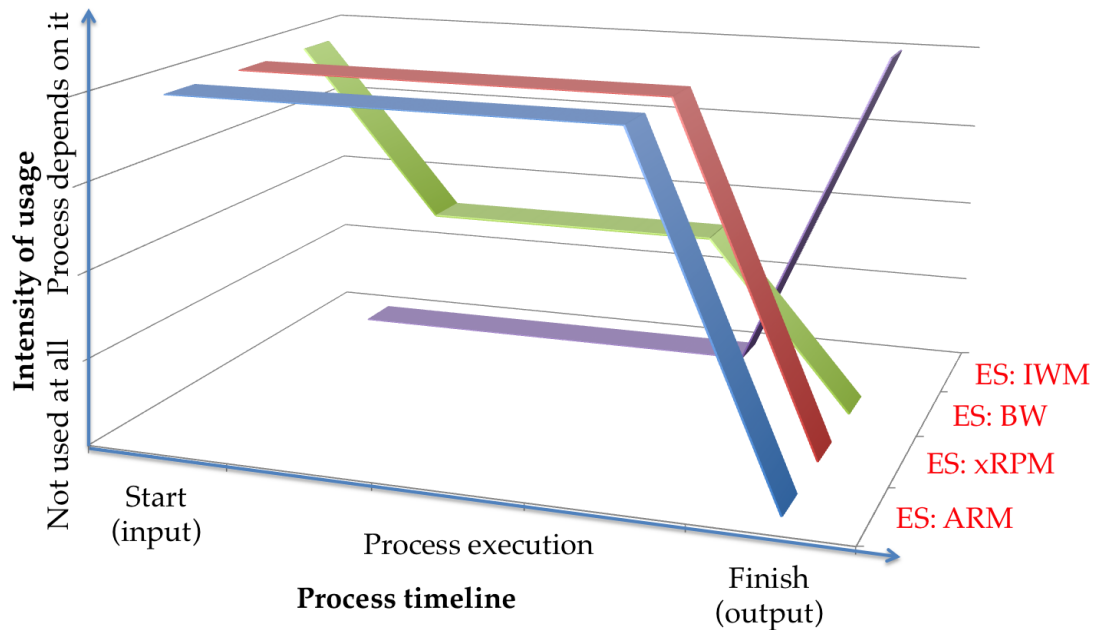 Intensity of usage
Not used at all    Process depends on it
ES: IWM
ES: BW
ES: xRPM
ES: ARM
Start
(input)
Process execution
Finish
(output)
Process timeline